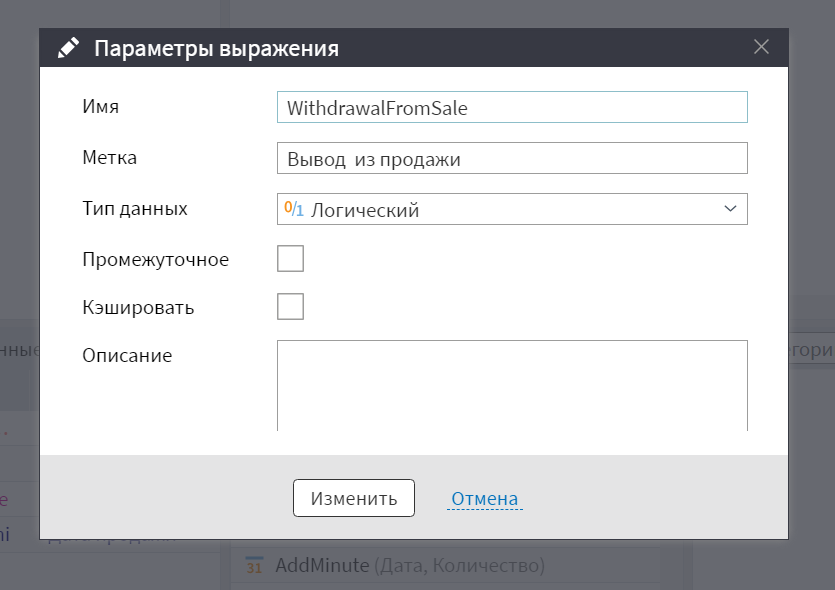 Параметры выражения
Имя
WithdrawalFromSale
Метка
Вывод  из продажи
Тип данных
0/1 Логический
Промежуточное
Кэшировать
Описание
Изменить
Отмена
31 AddMinute (Дата, Количество)